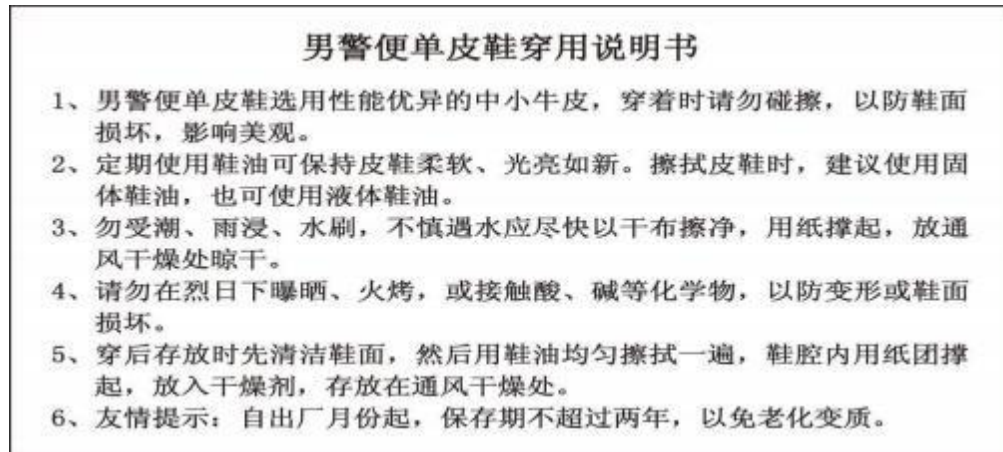 男警便单皮鞋穿用说明书
1、男警便单皮鞋选用性能优异的中小牛皮，穿着时请勿碰擦，以防鞋面
损坏，影响美观。
2、定期使用鞋油可保持皮鞋柔软、光亮如新。擦拭皮鞋时，建议使用固
体鞋油，也可使用液体鞋油。
3、勿受潮、雨浸、水刷，不慎遇水应尽快以干布擦净，用纸撑起，放通
风干燥处晾干。
4、请勿在烈日下曝晒、火烤，或接触酸、碱等化学物，以防变形或鞋面
损坏。
5、穿后存放时先清洁鞋面，然后用鞋油均匀擦拭一遍，鞋腔内用纸团撑
起，放入干燥剂，存放在通风干燥处。
6、友情提示：自出厂月份起，保存期不超过两年，以免老化变质。